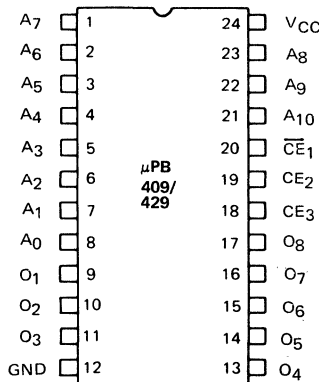 A7 1 24 VCC
A6 2 23 A8
A5 3 22 A9
A4 4 21 A10
A3 5 20 C̅E̅1
A2 6 µPB 19 CE2
409/
A1 7 429 18 CE3
A0 8 17 O8
O1 9 16 O7
O2 10 15 O6
O3 11 14 O5
GND 12 13 O4